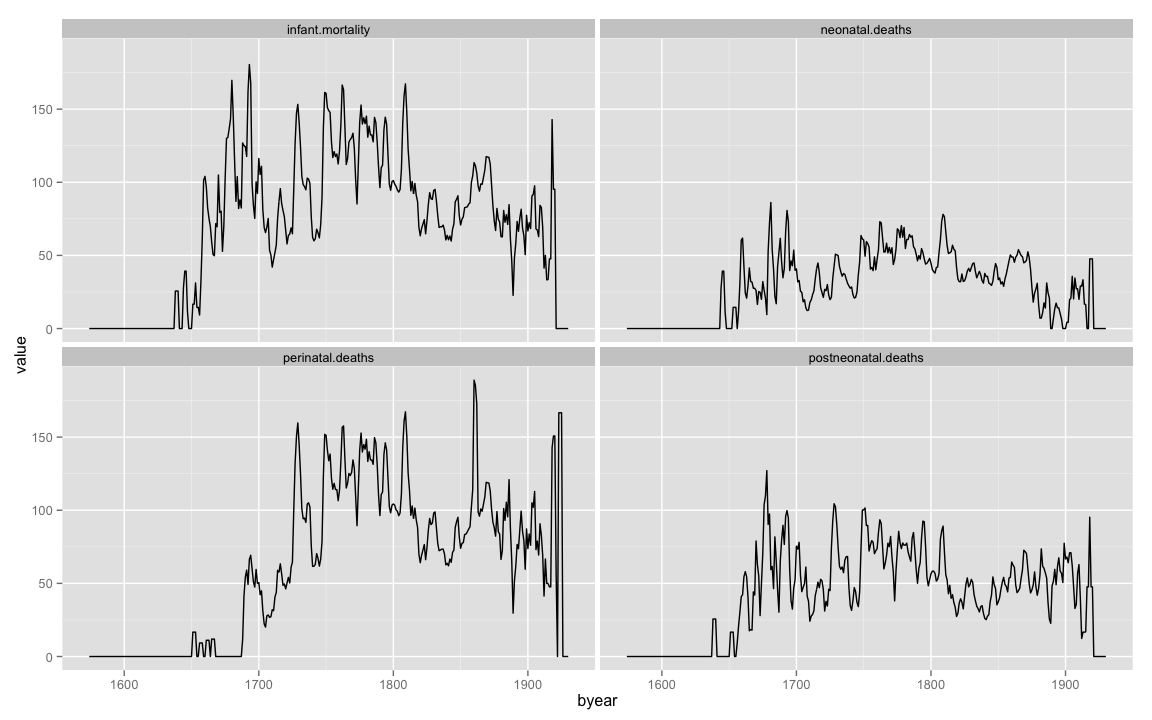 infant.mortality
neonatal.deaths
150
100
50
0
perinatal.deaths
postneonatal.deaths
150
100
50
0
value
1600
1700
1800
1900
1600
1700
1800
1900
byear